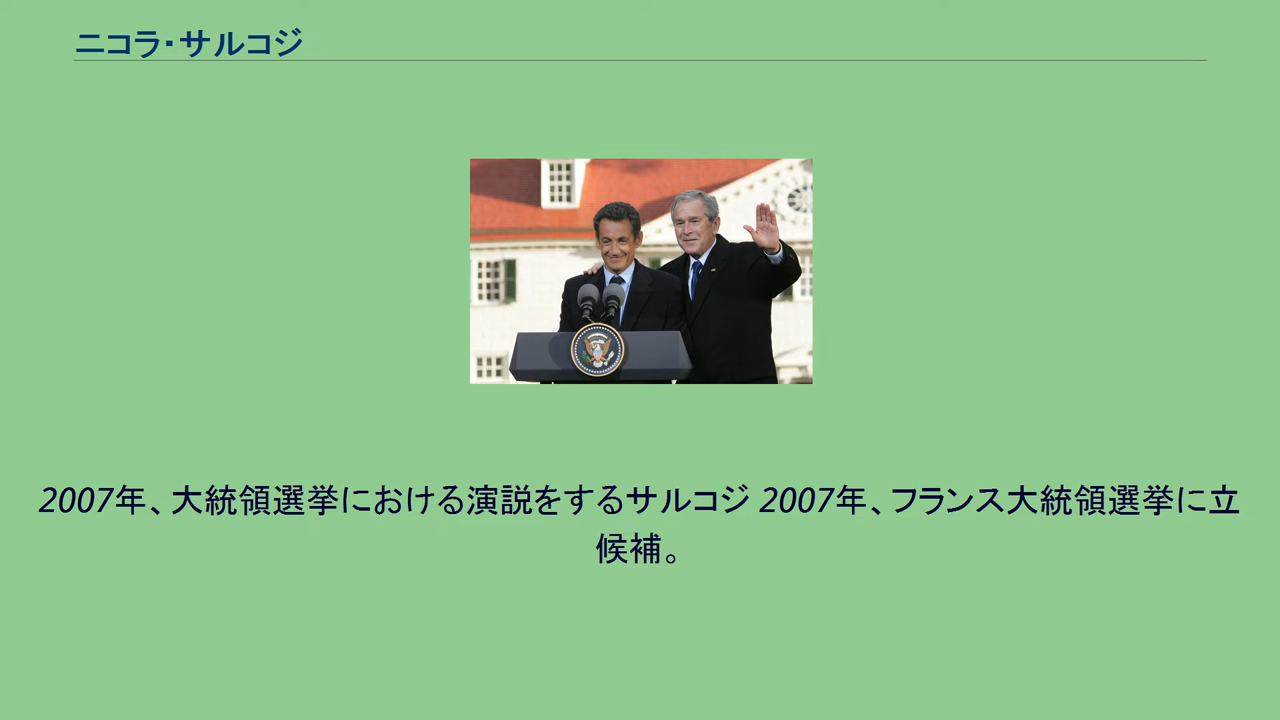 ニコラ・サルコジ
2007年、大統領選挙における演説をするサルコジ 2007年、フランス大統領選挙に立
候補。